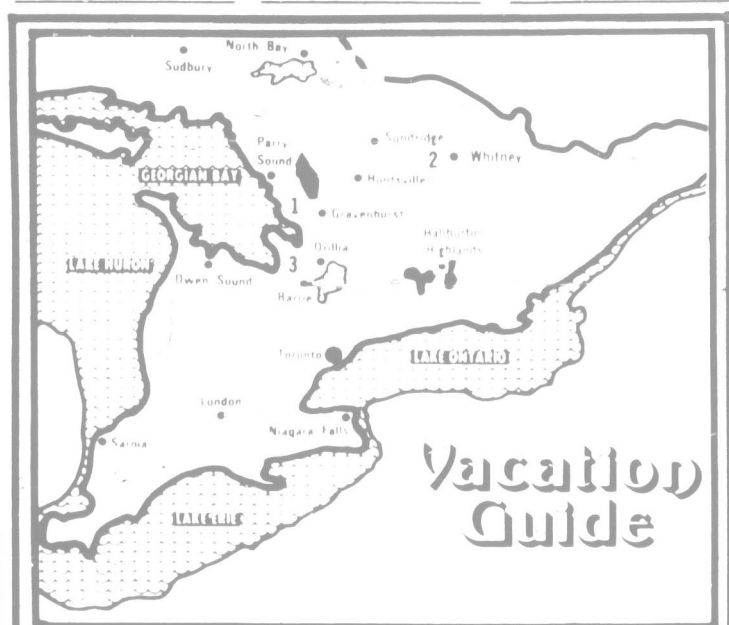 North Bay
Sudbury
Sundridge
Parry
Sound
2
Whitney
GEORGIAN BAY
Huntsville
1
Gravenhurst
Haliburton
Highlands
Orillia
LAKE HURON
3
Owen Sound
Barrie
Toronto
LAKE ONTARIO
London
Niagara Falls
Sarnia
Vacation
Guide
LAKE ERIE